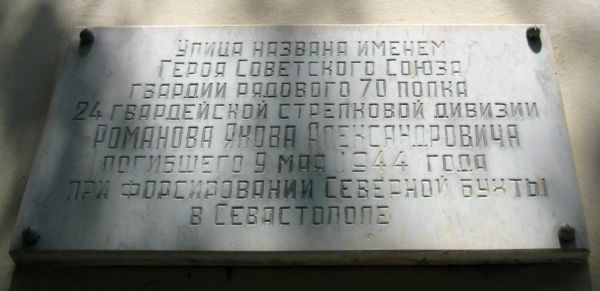 Улица названа именем
Героя Советского Союза
гвардии рядового 70 полка
24 гвардейской стрелковой дивизии
Романова Якова Александровича
погибшего 9 мая 1944 года
при форсировании Северной бухты
в Севастополе